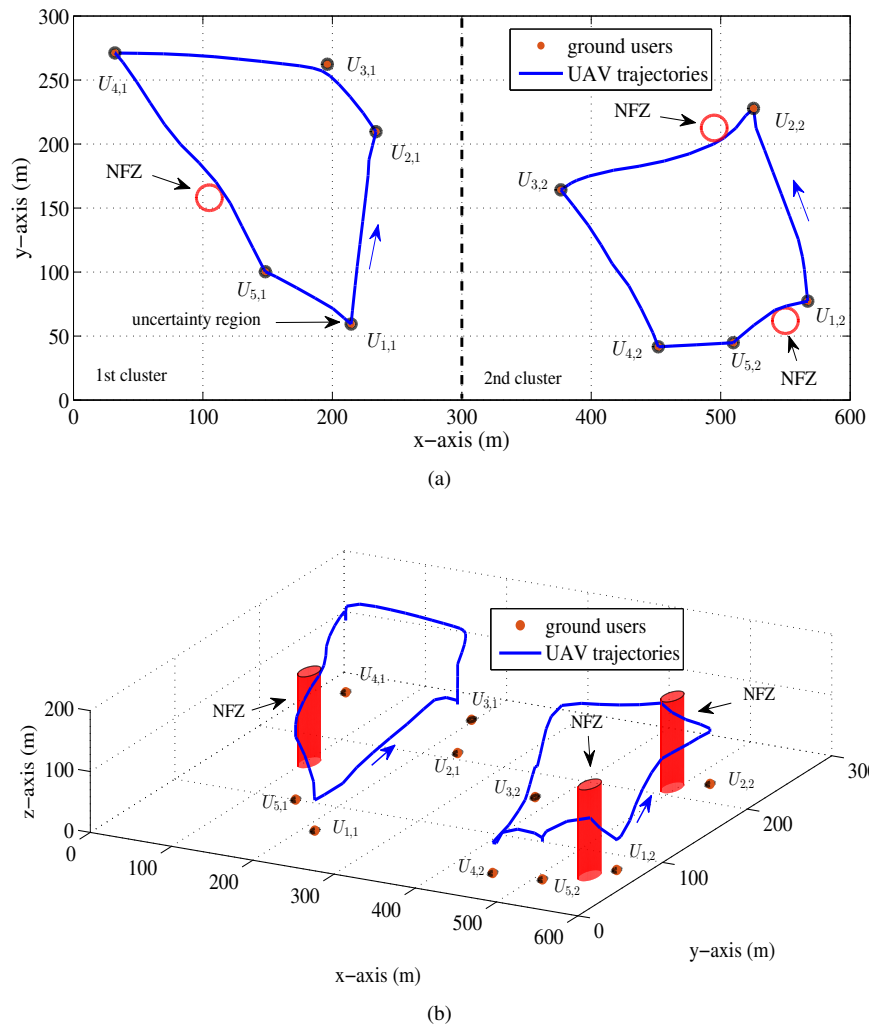 300
250
200
150
100
50
0
y−axis (m)
0
100
200
300
400
500
600
x−axis (m)
ground users
UAV trajectories
U4,1
U3,1
U2,1
NFZ
U5,1
uncertainty region
U1,1
1st cluster
NFZ
U2,2
U3,2
U1,2
U4,2
U5,2
NFZ
2nd cluster
(a)
ground users
UAV trajectories
200
100
0
z−axis (m)
0
100
200
300
400
500
600
x−axis (m)
0
100
200
300
y−axis (m)
NFZ
U4,1
U3,1
U2,1
U5,1
U1,1
NFZ
NFZ
U3,2
U2,2
U1,2
U4,2
U5,2
(b)